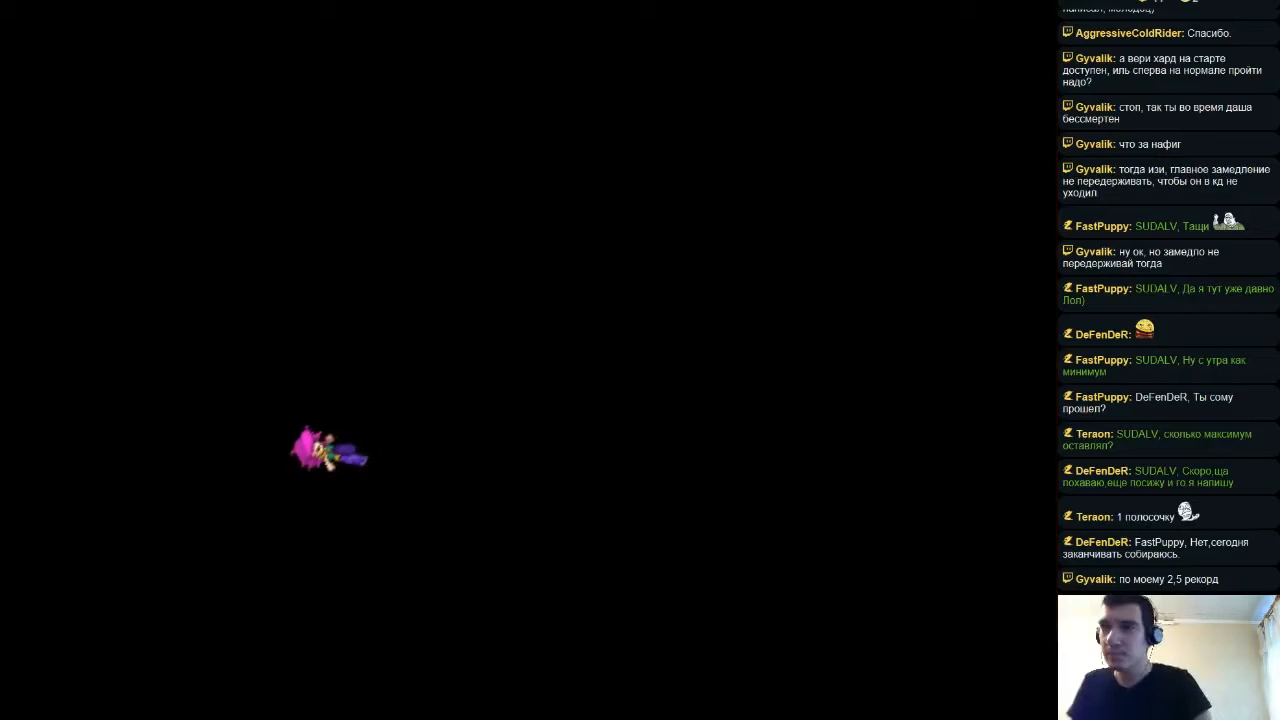 написал, молодец)
AggressiveColdRider: Спасибо.
Gyvalik: а вери хард на старте
доступен, иль сперва на нормале пройти
надо?
Gyvalik: стоп, так ты во время даша
бессмертен
Gyvalik: что за нафиг
Gyvalik: тогда изи, главное замедление
не передерживать, чтобы он в кд не
уходил
FastPuppy: SUDALV, Тащи
Gyvalik: ну ок, но замедло не
передерживай тогда
FastPuppy: SUDALV, Да я тут уже давно
Лол)
DeFenDeR:
FastPuppy: SUDALV, Ну с утра как
минимум
FastPuppy: DeFenDeR, Ты сому
прошел?
Teraon: SUDALV, сколько максимум
оставлял?
DeFenDeR: SUDALV, Скоро,ща
похаваю,еще посижу и го я напишу
Teraon: 1 полосочку
DeFenDeR: FastPuppy, Нет,сегодня
заканчивать собираюсь.
Gyvalik: по моему 2,5 рекорд